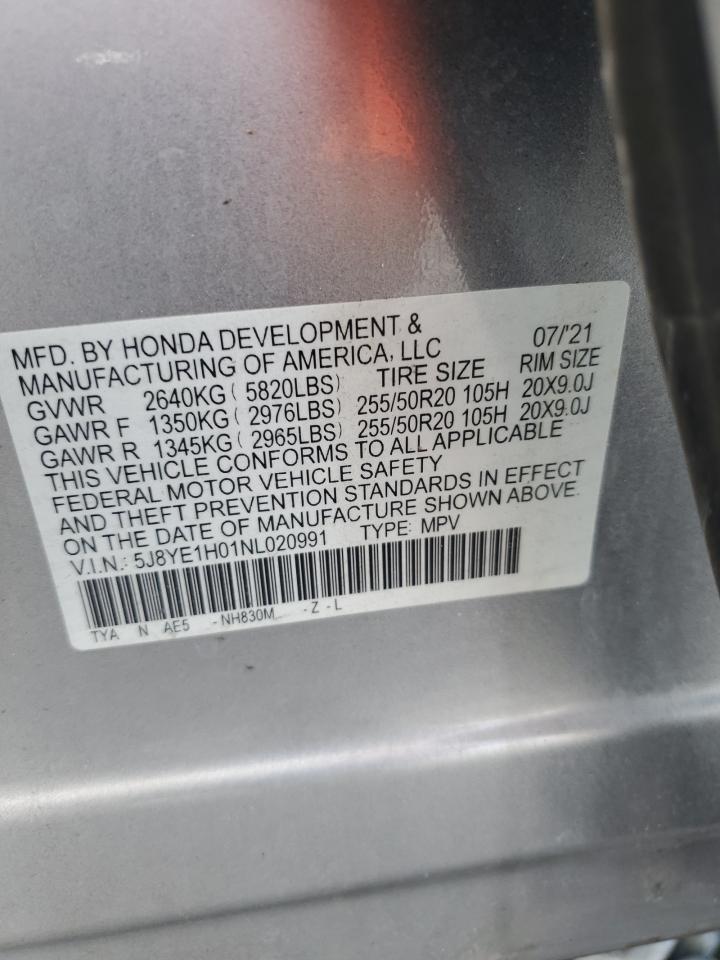 MFD. BY HONDA DEVELOPMENT & 07/'21
MANUFACTURING OF AMERICA, LLC
GVWR 2640KG ( 5820LBS) TIRE SIZE RIM SIZE
GAWR F 1350KG ( 2976LBS) 255/50R20 105H 20X9.0J
GAWR R 1345KG ( 2965LBS) 255/50R20 105H 20X9.0J
THIS VEHICLE CONFORMS TO ALL APPLICABLE
FEDERAL MOTOR VEHICLE SAFETY
AND THEFT PREVENTION STANDARDS IN EFFECT
ON THE DATE OF MANUFACTURE SHOWN ABOVE.
V.I.N.: 5J8YE1H01NL020991 TYPE: MPV
TYA N AE5 -NH830M -Z-L